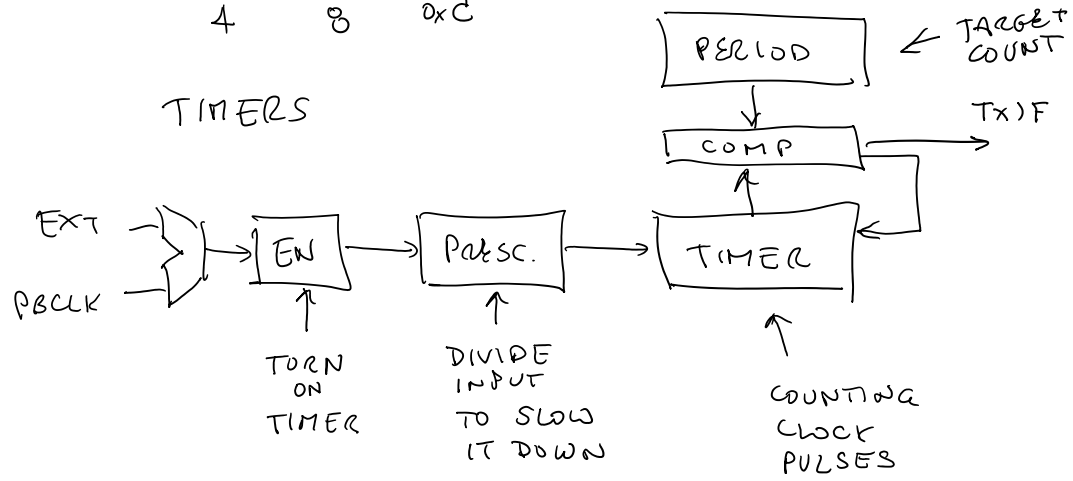 4 8 0xC
PERIOD
TARGET
COUNT
TIMERS
TxIF
COMP
EXT
EN
PRESC.
TIMER
PBCLK
TURN
ON
TIMER
DIVIDE
INPUT
TO SLOW
IT DOWN
COUNTING
CLOCK
PULSES